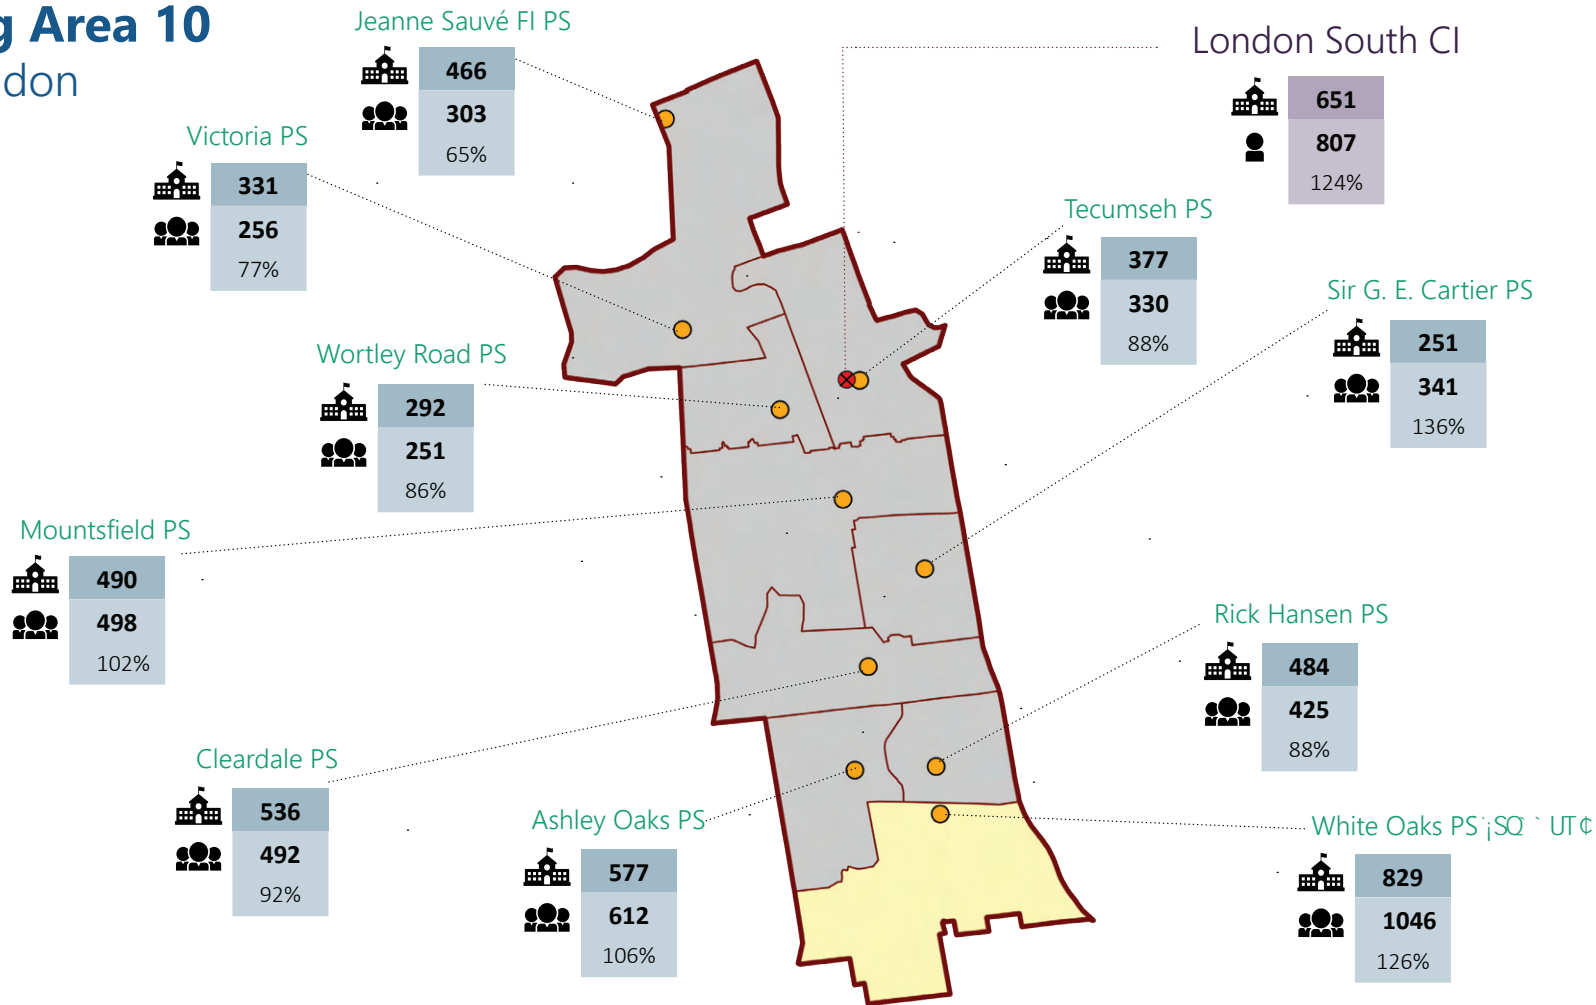 g Area 10
don
Jeanne Sauvé FI PS
466
303
65%
London South CI
651
807
124%
Victoria PS
331
256
77%
Tecumseh PS
377
330
88%
Sir G. E. Cartier PS
251
341
136%
Wortley Road PS
292
251
86%
Mountsfield PS
490
498
102%
Rick Hansen PS
484
425
88%
Cleardale PS
536
492
92%
Ashley Oaks PS
577
612
106%
White Oaks PS
829
1046
126%